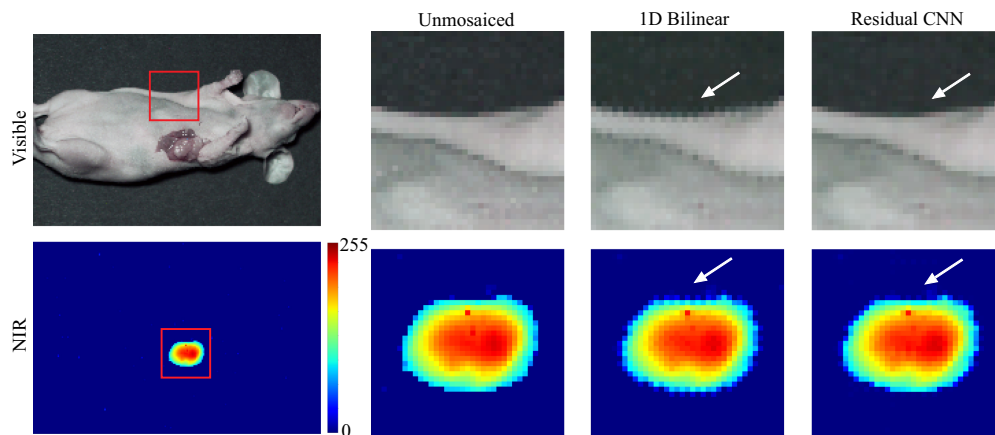 Unmosaiced
1D Bilinear
Residual CNN
Visible
NIR
255
0